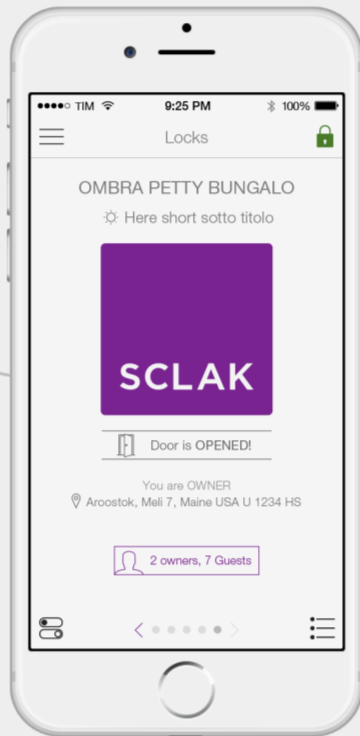 TIM 9:25 PM 100%
Locks
OMBRA PETTY BUNGALO
Here short sotto titolo
SCLAK
Door is OPENED!
You are OWNER
Aroostok, Meli 7, Maine USA U 1234 HS
2 owners, 7 Guests